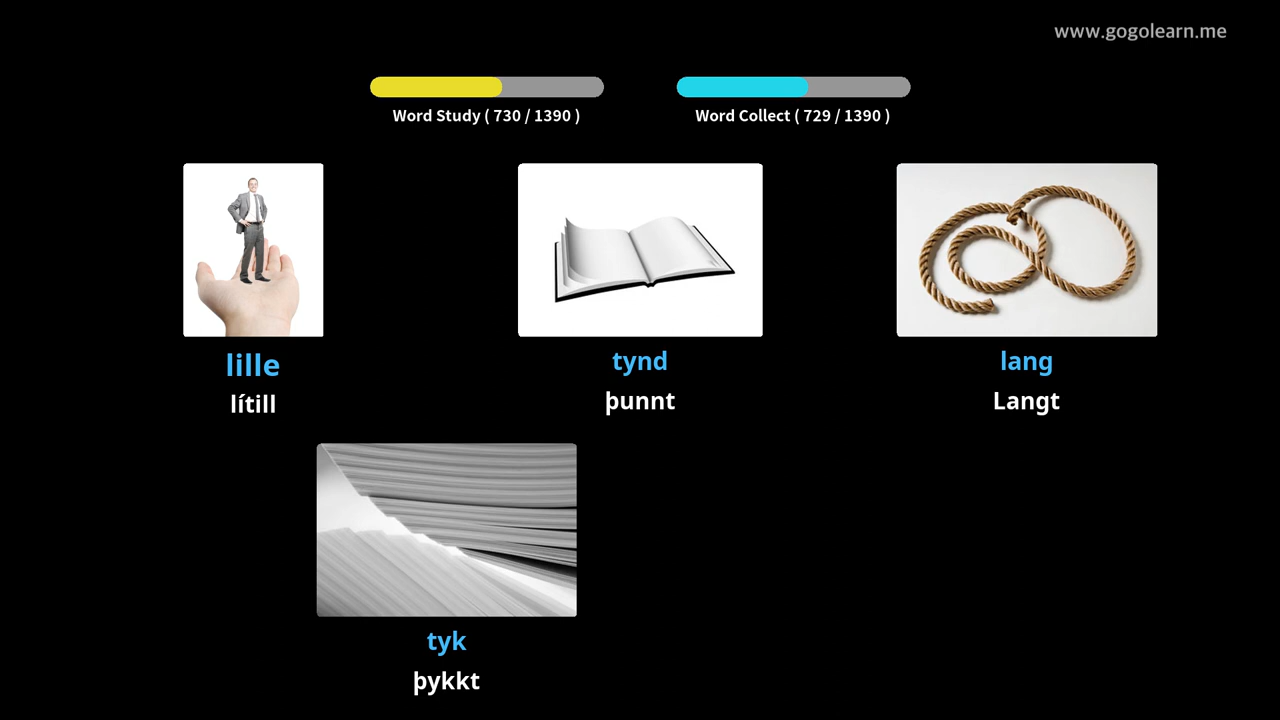 www.gogolearn.me
Word Study ( 730 / 1390 )
Word Collect ( 729 / 1390 )
lille
lítill
tynd
þunnt
lang
Langt
tyk
þykkt